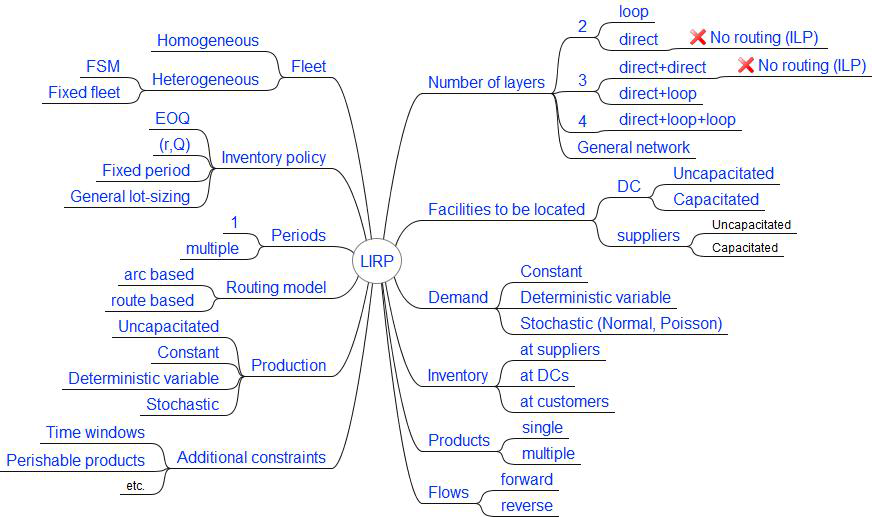 LIRP
Fleet
Homogeneous
Heterogeneous
FSM
Fixed fleet
Inventory policy
EOQ
(r,Q)
Fixed period
General lot-sizing
Periods
1
multiple
Routing model
arc based
route based
Production
Uncapacitated
Constant
Deterministic variable
Stochastic
Additional constraints
Time windows
Perishable products
etc.
Number of layers
2
loop
direct
❌ No routing (ILP)
3
direct+direct
❌ No routing (ILP)
direct+loop
4
direct+loop+loop
General network
Facilities to be located
DC
Uncapacitated
Capacitated
suppliers
Uncapacitated
Capacitated
Demand
Constant
Deterministic variable
Stochastic (Normal, Poisson)
Inventory
at suppliers
at DCs
at customers
Products
single
multiple
Flows
forward
reverse